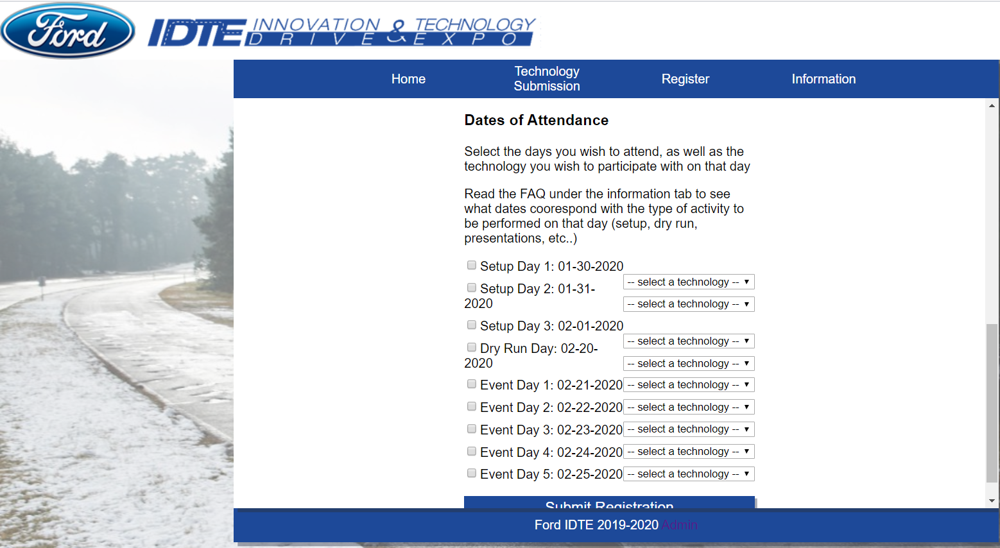 Ford
IDTE INNOVATION & TECHNOLOGY
DRIVE & EXPO
Home
Technology
Submission
Register
Information
Dates of Attendance
Select the days you wish to attend, as well as the
technology you wish to participate with on that day
Read the FAQ under the information tab to see
what dates coorespond with the type of activity to
be performed on that day (setup, dry run,
presentations, etc..)
Setup Day 1: 01-30-2020
-- select a technology --
Setup Day 2: 01-31-
2020
-- select a technology --
Setup Day 3: 02-01-2020
-- select a technology --
Dry Run Day: 02-20-
2020
-- select a technology --
Event Day 1: 02-21-2020 -- select a technology --
Event Day 2: 02-22-2020 -- select a technology --
Event Day 3: 02-23-2020 -- select a technology --
Event Day 4: 02-24-2020 -- select a technology --
Event Day 5: 02-25-2020 -- select a technology --
Submit Registration
Ford IDTE 2019-2020 Admin